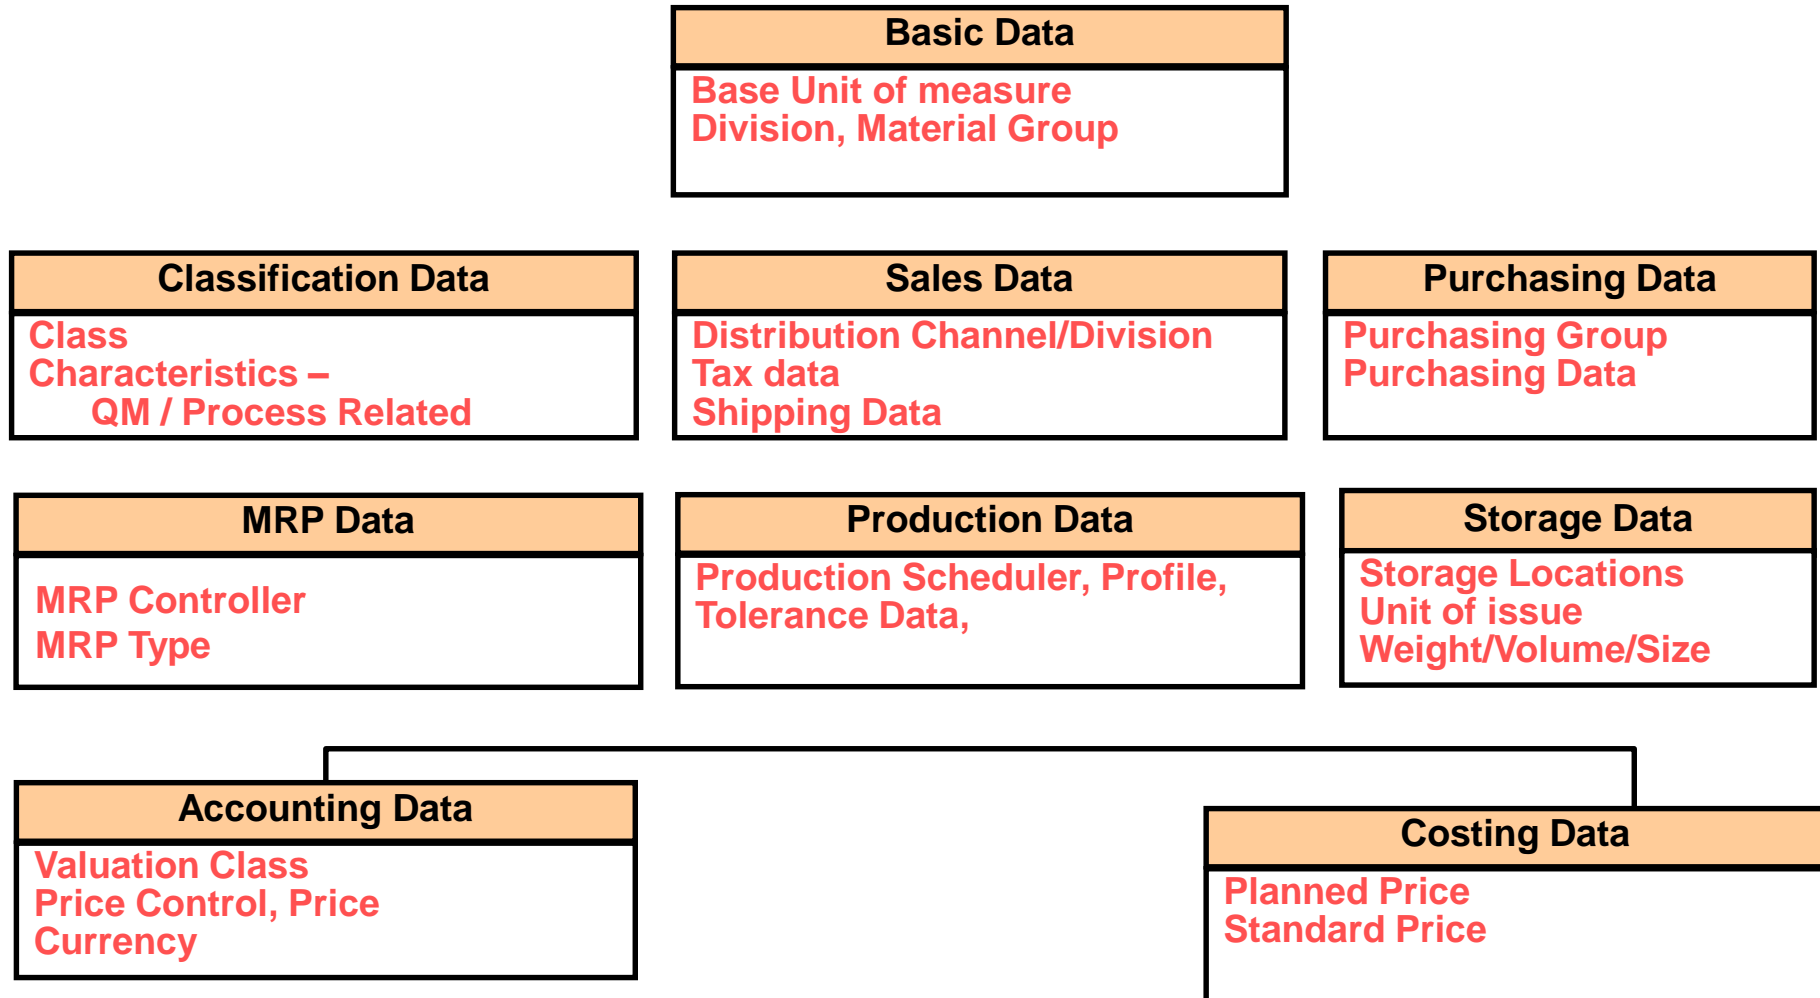 Basic Data
Base Unit of measure
Division, Material Group
Classification Data
Class
Characteristics –
QM / Process Related
Sales Data
Distribution Channel/Division
Tax data
Shipping Data
Purchasing Data
Purchasing Group
Purchasing Data
MRP Data
MRP Controller
MRP Type
Production Data
Production Scheduler, Profile,
Tolerance Data,
Storage Data
Storage Locations
Unit of issue
Weight/Volume/Size
Accounting Data
Valuation Class
Price Control, Price
Currency
Costing Data
Planned Price
Standard Price